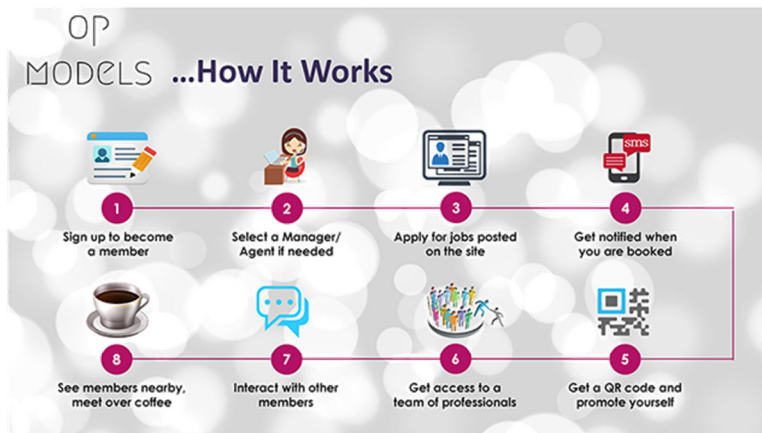 OP
MODELS ...How It Works
sms
1
2
3
4
Sign up to become
a member
Select a Manager/
Agent if needed
Apply for jobs posted
on the site
Get notified when
you are booked
8
7
6
5
See members nearby,
meet over coffee
Interact with other
members
Get access to a
team of professionals
Get a QR code and
promote yourself